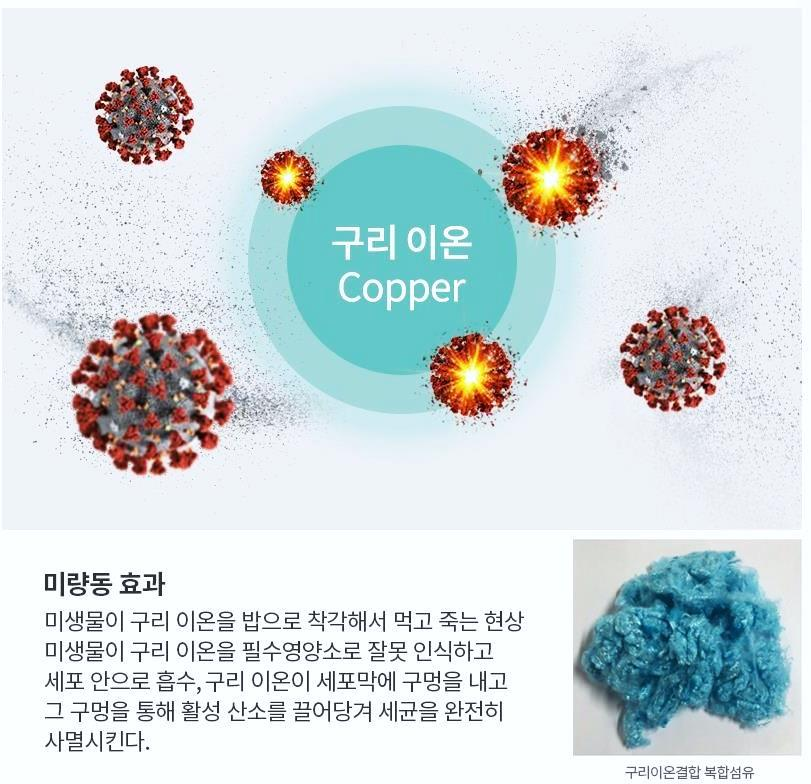 구리 이온
Copper
미량동 효과
미생물이 구리 이온을 밥으로 착각해서 먹고 죽는 현상
미생물이 구리 이온을 필수영양소로 잘못 인식하고
세포 안으로 흡수, 구리 이온이 세포막에 구멍을 내고
그 구멍을 통해 활성 산소를 끌어당겨 세균을 완전히
사멸시킨다.
구리이온결합 복합섬유